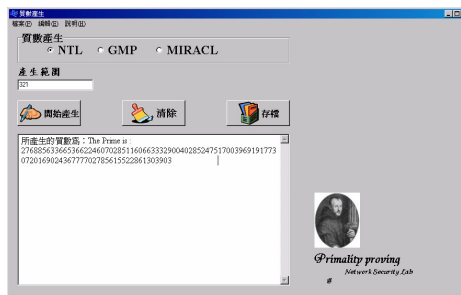 質數產生
檔案(F) 編輯(E) 說明(H)
質數產生
NTL GMP MIRACL
產生範圍
321
開始產生 清除 存檔
所產生的質數為：The Prime is :
2768856336653662246070285116066333290040285247517003969191773
07201690243677770278561552286130390 3
Primality proving
Network Security Lab
#